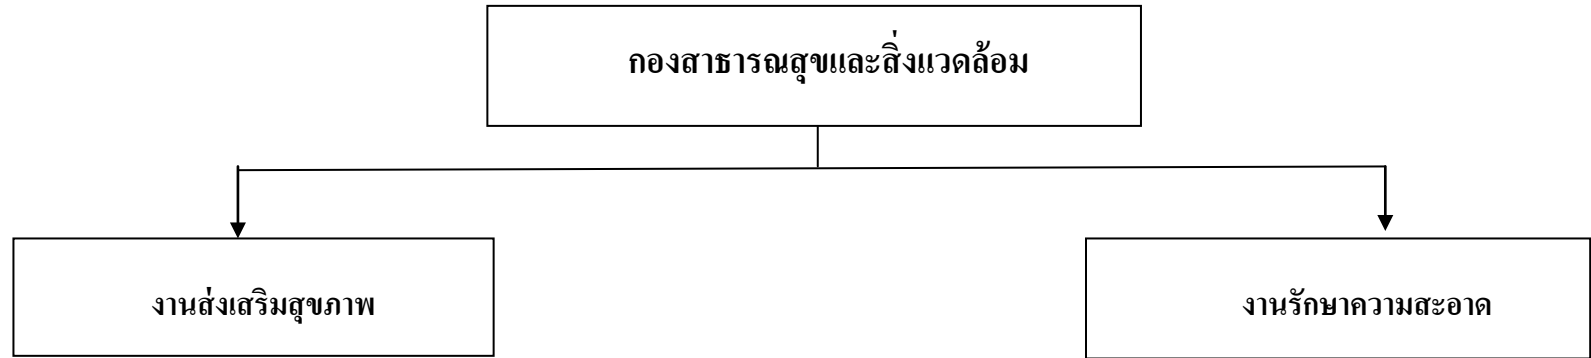 กองสาธารณสุขและสิ่งแวดล้อม
งานส่งเสริมสุขภาพ
งานรักษาความสะอาด